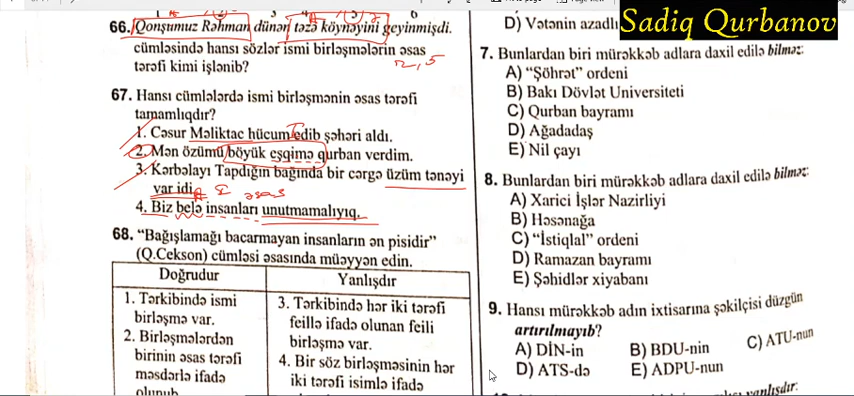 66. Qonşumuz Rəhman dünən təzə köynəyini geyinmişdi.
cümləsində hansı sözlər ismi birləşmələrin əsas
tərəfi kimi işlənib?
2, 5
67. Hansı cümlələrdə ismi birləşmənin əsas tərəfi
tamamlıqdır?
1. Cəsur Məliktac hücum edib şəhəri aldı.
2. Mən özümü böyük eşqimə qurban verdim.
3. Kərbəlayı Tapdığın bağında bir cərgə üzüm tənəyi
var idi.
A I əsas
4. Biz belə insanları unutmamalıyıq.
68. “Bağışlamağı bacarmayan insanların ən pisidir”
(Q.Cekson) cümləsi əsasında müəyyən edin.
Doğrudur
1. Tərkibində ismi
birləşmə var.
2. Birləşmələrdən
birinin əsas tərəfi
məsdərlə ifadə
olunub
Yanlışdır
3. Tərkibində hər iki tərəfi
feillə ifadə olunan feili
birləşmə var.
4. Bir söz birləşməsinin hər
iki tərəfi isimlə ifadə
D) Vətənin azadlı
Sadiq Qurbanov
7. Bunlardan biri mürəkkəb adlara daxil edilə bilməz:
A) “Şöhrət” ordeni
B) Bakı Dövlət Universiteti
C) Qurban bayramı
D) Ağadadaş
E) Nil çayı
8. Bunlardan biri mürəkkəb adlara daxil edilə bilməz:
A) Xarici İşlər Nazirliyi
B) Həsənağa
C) “İstiqlal” ordeni
D) Ramazan bayramı
E) Şəhidlər xiyabanı
9. Hansı mürəkkəb adın ixtisarına şəkilçisi düzgün
artırılmayıb?
A) DİN-in B) BDU-nin C) ATU-nun
D) ATS-də E) ADPU-nun
yanlışdır: